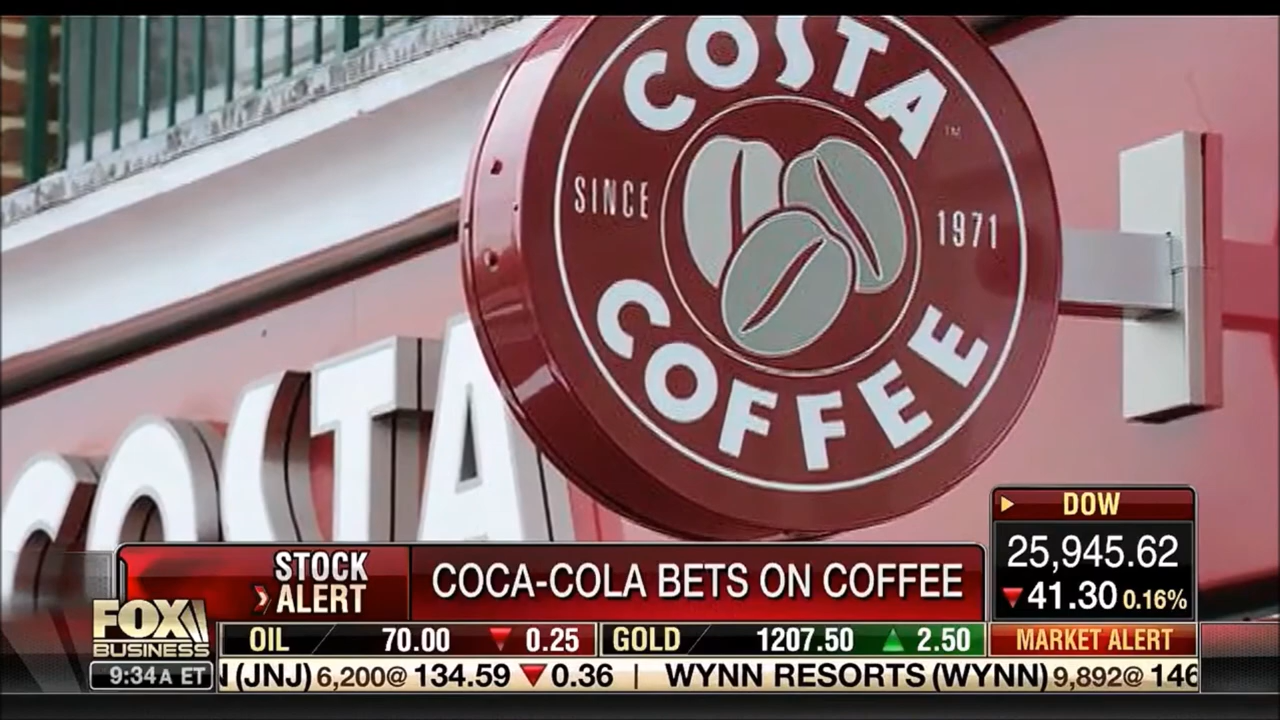 COSTA
TM
SINCE 1971
COFFEE
COSTA
DOW
25,945.62
41.30 0.16%
STOCK ALERT
COCA-COLA BETS ON COFFEE
FOX BUSINESS
OIL 70.00 0.25 GOLD 1207.50 2.50 MARKET ALERT
9:34A ET (JNJ) 6,200@ 134.59 0.36 | WYNN RESORTS (WYNN) 9,892@ 146